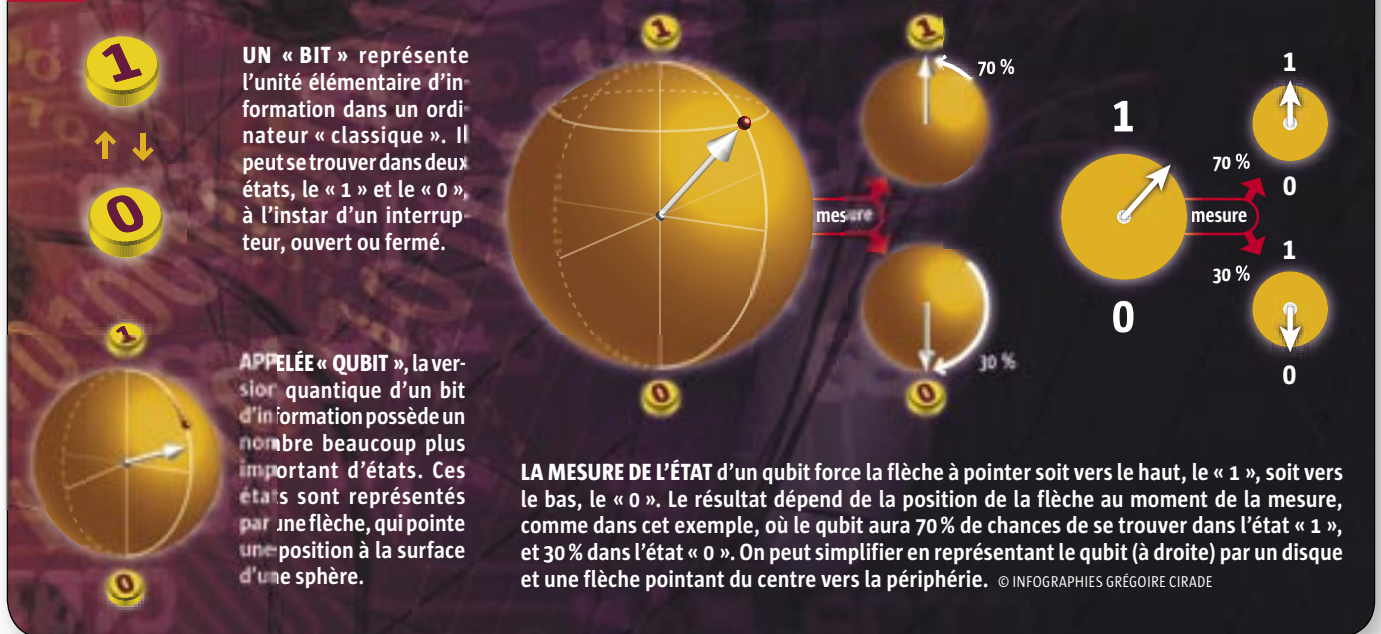 1
0
UN « BIT » représente
l’unité élémentaire d’in-
formation dans un ordi-
nateur « classique ». Il
peut se trouver dans deux
états, le « 1 » et le « 0 »,
à l’instar d’un interrup-
teur, ouvert ou fermé.
1
0
APPELÉE « QUBIT », la ver-
sion quantique d’un bit
d’information possède un
nombre beaucoup plus
important d’états. Ces
états sont représentés
par une flèche, qui pointe
une position à la surface
d’une sphère.
1
0
mesure
1
70 %
30 %
0
1
0
mesure
70 %
30 %
1
0
1
0
LA MESURE DE L’ÉTAT d’un qubit force la flèche à pointer soit vers le haut, le « 1 », soit vers
le bas, le « 0 ». Le résultat dépend de la position de la flèche au moment de la mesure,
comme dans cet exemple, où le qubit aura 70 % de chances de se trouver dans l’état « 1 »,
et 30 % dans l’état « 0 ». On peut simplifier en représentant le qubit (à droite) par un disque
et une flèche pointant du centre vers la périphérie. © INFOGRAPHIES GRÉGOIRE CIRADE